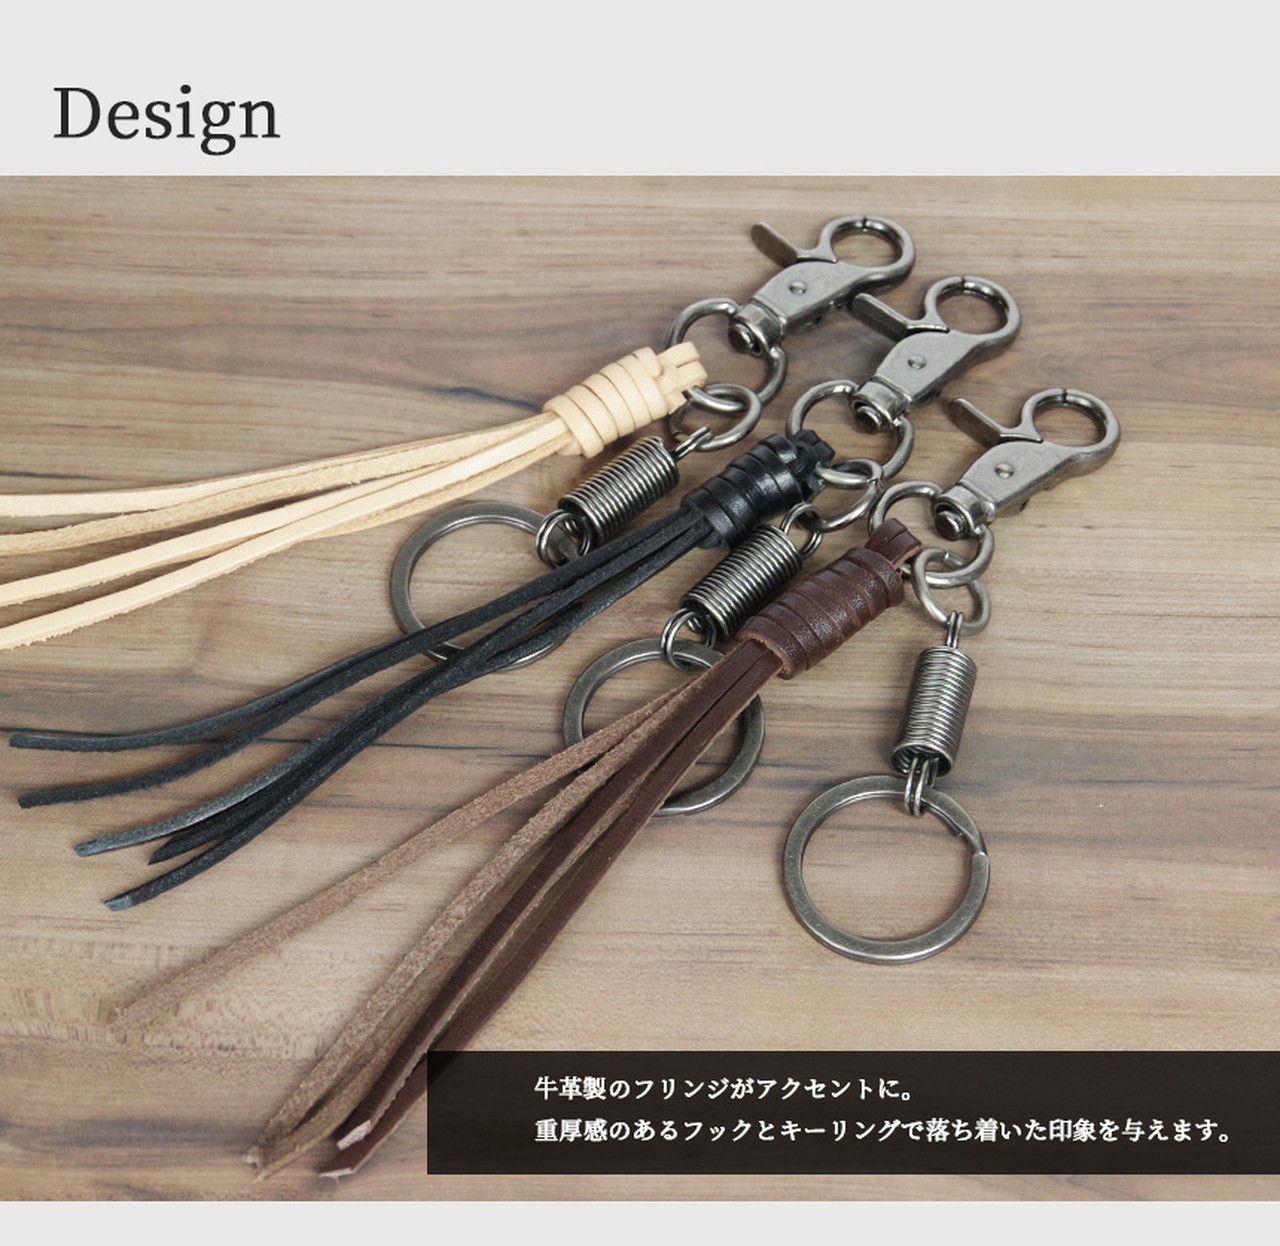 Design
牛革製のフリンジがアクセントに。
重厚感のあるフックとキーリングで落ち着いた印象を与えます。